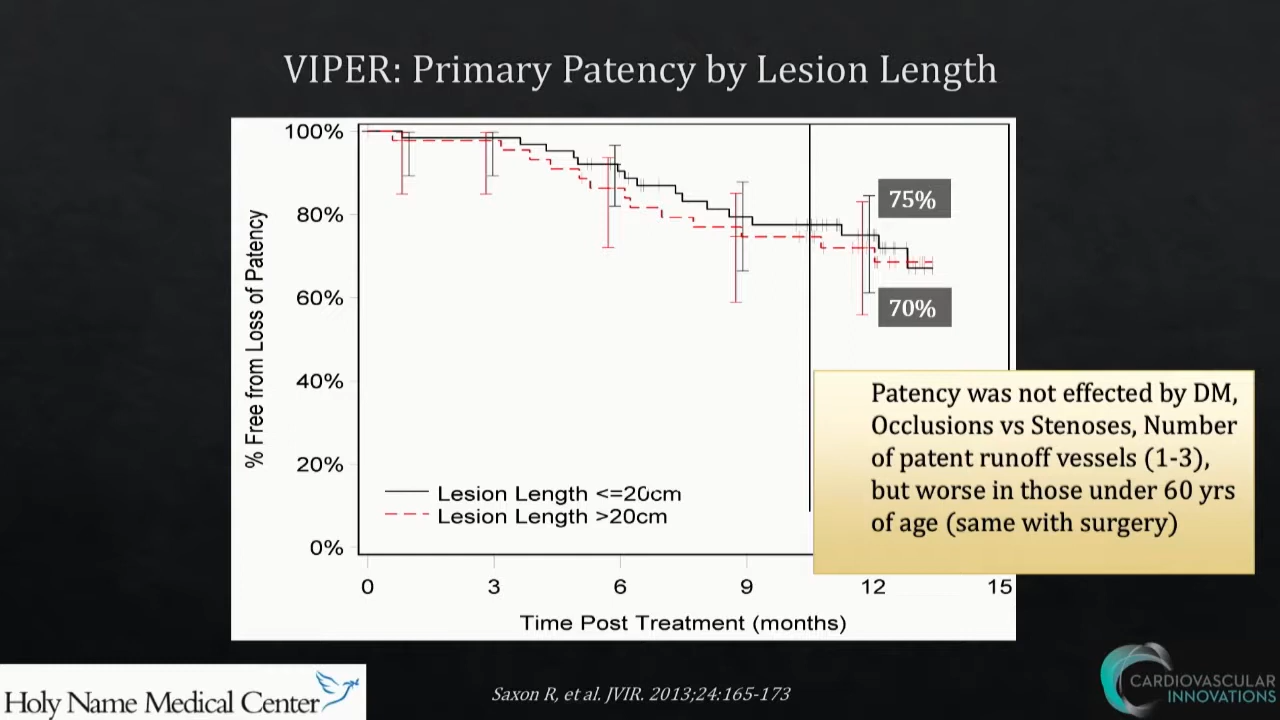 VIPER: Primary Patency by Lesion Length
% Free from Loss of Patency
100%
80%
60%
40%
20%
0%
75%
70%
Lesion Length <=20cm
Lesion Length >20cm
0 3 6 9 12 15
Time Post Treatment (months)
Patency was not effected by DM,
Occlusions vs Stenoses, Number
of patent runoff vessels (1-3),
but worse in those under 60 yrs
of age (same with surgery)
Holy Name Medical Center
Saxon R, et al. JVIR. 2013;24:165-173
CARDIOVASCULAR
INNOVATIONS